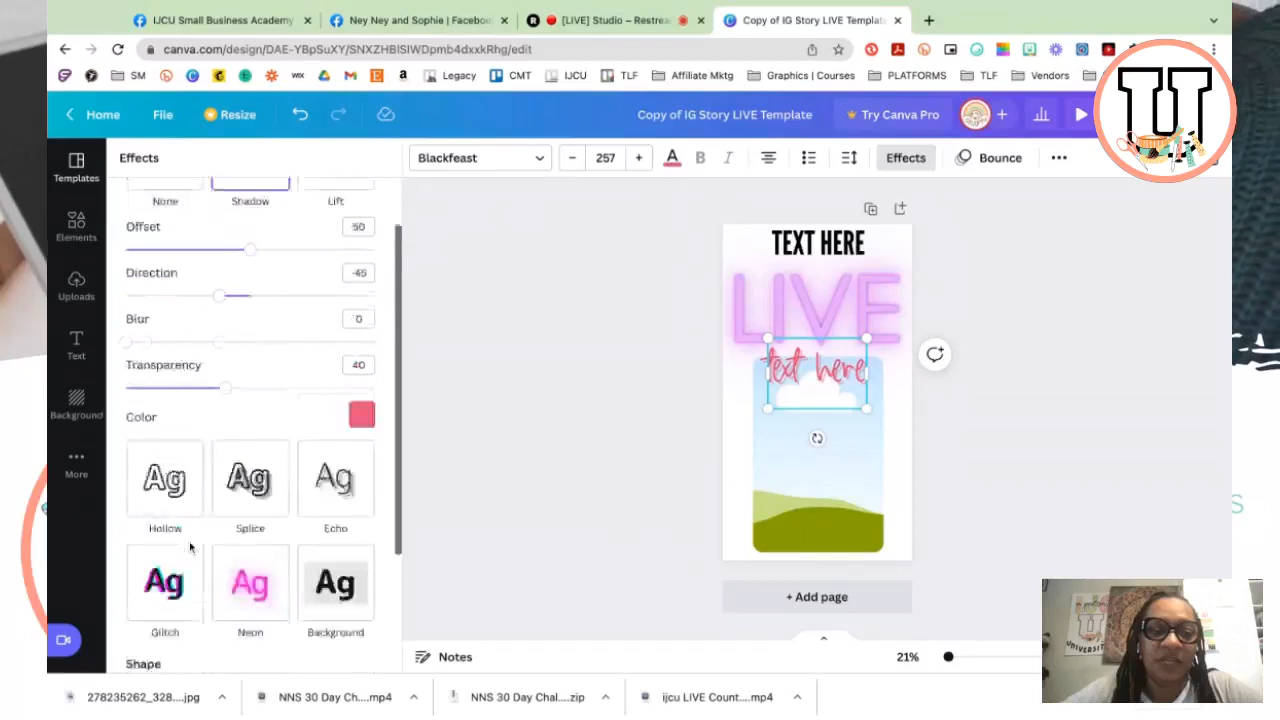 IJCU Small Business Academy
Ney Ney and Sophie | Facebo
[LIVE] Studio – Restrea
Copy of IG Story LIVE Templat
canva.com/design/DAE-YBpSuXY/SNXZHBlSIWDpmb4dxxkRhg/edit
SM
WIX
a
Legacy
CMT
IJCU
TLF
Affiliate Mktg
Graphics | Courses
PLATFORMS
TLF
Vendors
U
Home
File
Resize
Copy of IG Story LIVE Template
Try Canva Pro
Templates
Elements
Uploads
Text
Background
More
Effects
Blackfeast
257
A
B
I
Effects
Bounce
None
Shadow
Lift
Offset
50
Direction
-45
Blur
0
Transparency
40
Color
Ag
Ag
Ag
Hollow
Splice
Echo
Ag
Ag
Ag
Glitch
Neon
Background
Shape
TEXT HERE
LIVE
text here
+ Add page
Notes
21%
U
UNIVERSITY
S
278235262_328....jpg
NNS 30 Day Ch....mp4
NNS 30 Day Chal....zip
ijcu LIVE Count....mp4